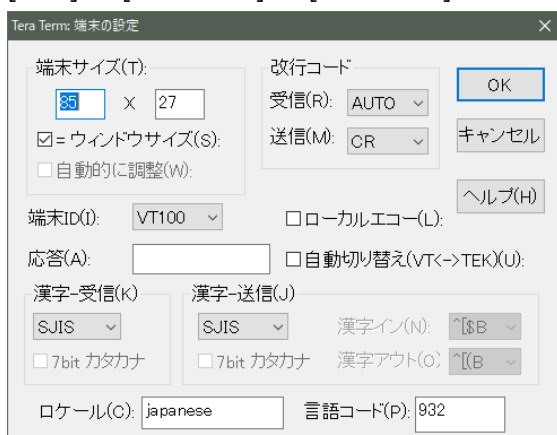 Tera Term: 端末の設定
端末サイズ(T):
85 X 27
=ウィンドウサイズ(S):
自動的に調整(W):
改行コード
受信(R): AUTO
送信(M): CR
OK
キャンセル
ヘルプ(H)
端末ID(I): VT100
ローカルエコー(L):
応答(A):
自動切り替え(VT<->TEK)(U):
漢字-受信(K)
SJIS
7bit カタカナ
漢字-送信(J)
SJIS
7bit カタカナ
漢字イン(N): ^[$B
漢字アウト(O) ^[(B
ロケール(C): japanese
言語コード(P): 932